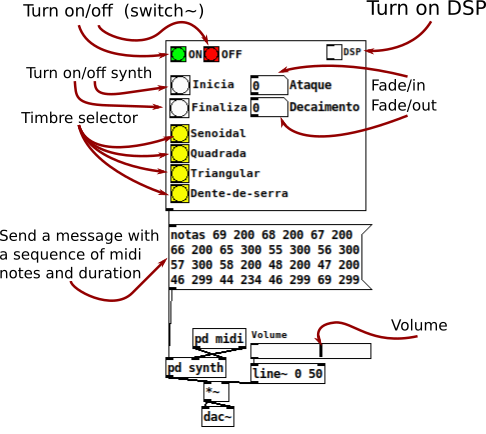 Turn on/off (switch~)
Turn on DSP
ON OFF
DSP
Turn on/off synth
Inicia
0 Ataque
Fade/in
Finaliza
0 Decaimento
Fade/out
Timbre selector
Senoidal
Quadrada
Triangular
Dente-de-serra
Send a message with
a sequence of midi
notes and duration
notas 69 200 68 200 67 200
66 200 65 300 55 300 56 300
57 300 58 200 48 200 47 200
46 299 44 234 46 299 69 299
Volume
pd midi
Volume
pd synth
line~ 0 50
*~
dac~